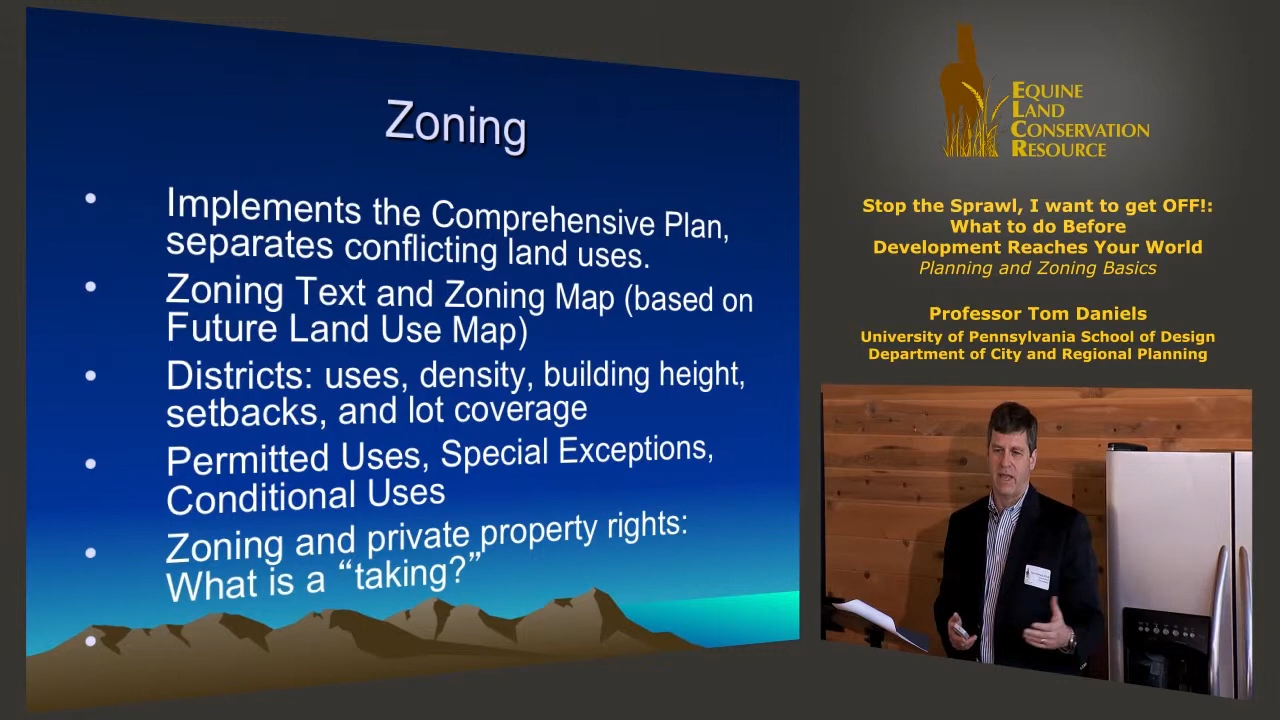 Zoning
• Implements the Comprehensive Plan,
separates conflicting land uses.
• Zoning Text and Zoning Map (based on
Future Land Use Map)
• Districts: uses, density, building height,
setbacks, and lot coverage
• Permitted Uses, Special Exceptions,
Conditional Uses
• Zoning and private property rights:
What is a “taking?”
•
EQUINE
LAND
CONSERVATION
RESOURCE
Stop the Sprawl, I want to get OFF!:
What to do Before
Development Reaches Your World
Planning and Zoning Basics
Professor Tom Daniels
University of Pennsylvania School of Design
Department of City and Regional Planning